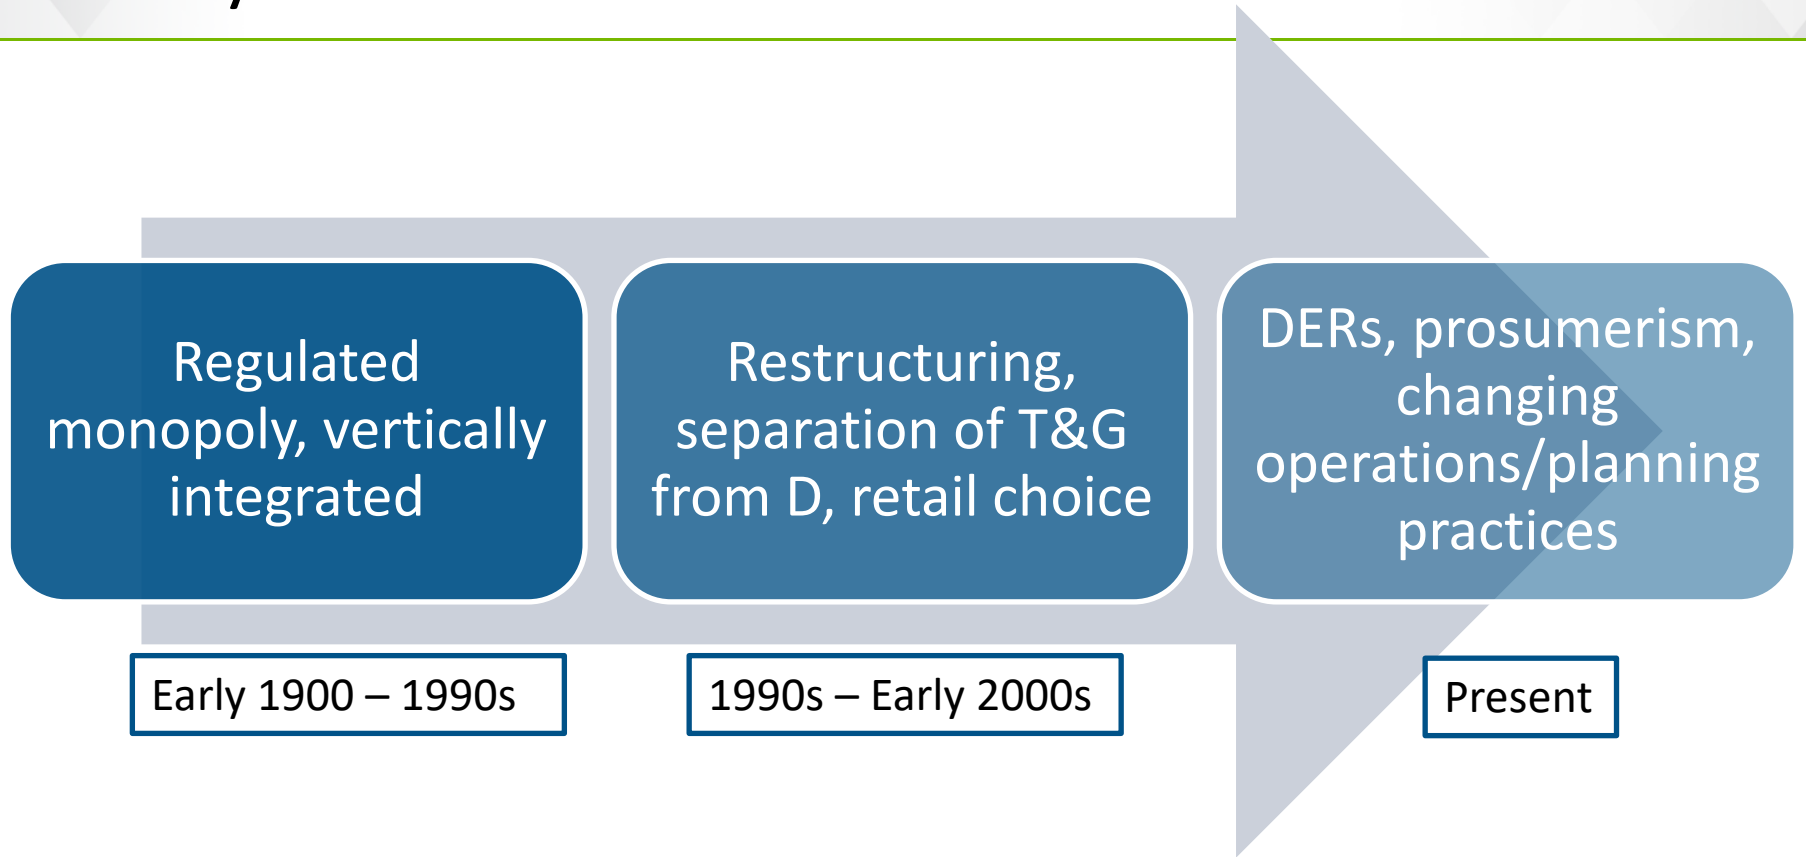 Regulated
monopoly, vertically
integrated
Restructuring,
separation of T&G
from D, retail choice
DERs, prosumerism,
changing
operations/planning
practices
Early 1900 – 1990s
1990s – Early 2000s
Present